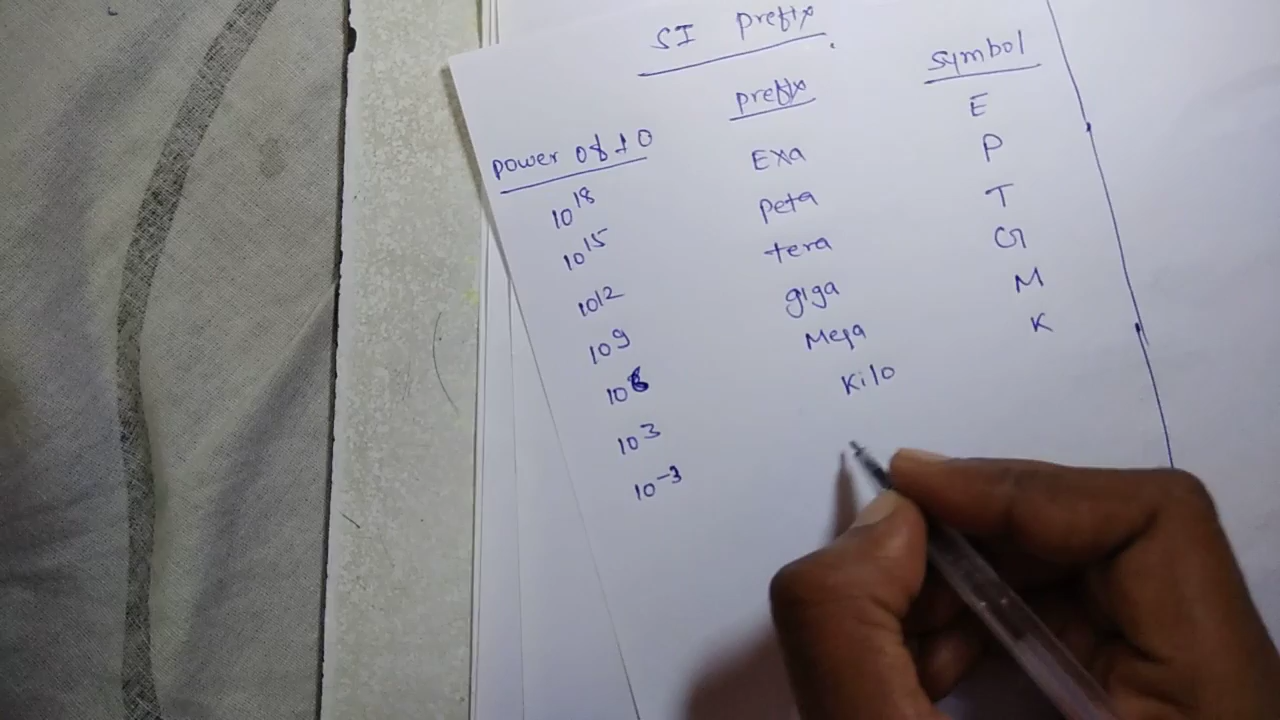 SI prefix
power of 10 prefix symbol
10^18 Exa E
10^15 peta P
10^12 tera T
10^9 giga G
10^6 Mega M
10^3 Kilo K
10^-3